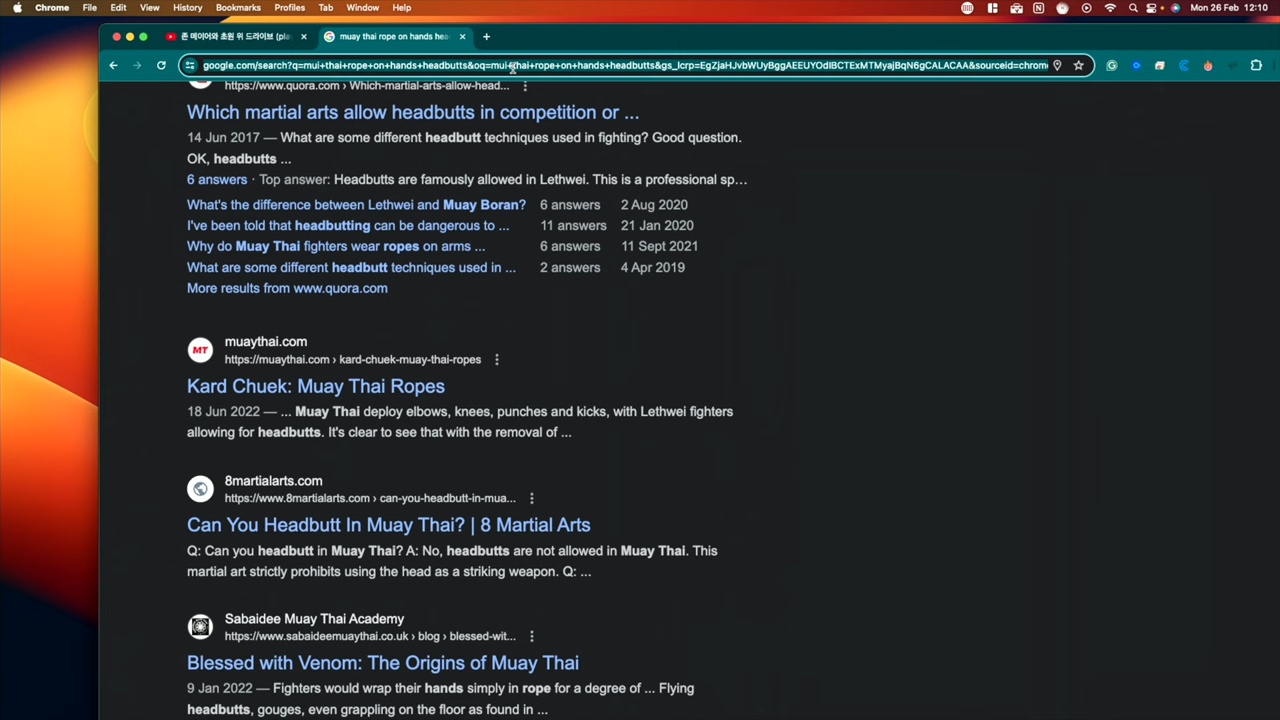 Chrome File Edit View History Bookmarks Profiles Tab Window Help Mon 26 Feb 12:10
존 메이어와 초원 위 드라이브 (pla muay thai rope on hands hea
google.com/search?q=mui+thai+rope+on+hands+headbutts&oq=mui+thai+rope+on+hands+headbutts&gs_lcrp=EgZjaHJvbWUyBggAEEUYOdIBCTExMTMyajBqN6gCALACAA&sourceid=chrome
https://www.quora.com › Which-martial-arts-allow-head...
Which martial arts allow headbutts in competition or ...
14 Jun 2017 — What are some different headbutt techniques used in fighting? Good question.
OK, headbutts ...
6 answers · Top answer: Headbutts are famously allowed in Lethwei. This is a professional sp...
What's the difference between Lethwei and Muay Boran? 6 answers 2 Aug 2020
I've been told that headbutting can be dangerous to ... 11 answers 21 Jan 2020
Why do Muay Thai fighters wear ropes on arms ... 6 answers 11 Sept 2021
What are some different headbutt techniques used in ... 2 answers 4 Apr 2019
More results from www.quora.com
MT muaythai.com
https://muaythai.com › kard-chuek-muay-thai-ropes
Kard Chuek: Muay Thai Ropes
18 Jun 2022 — ... Muay Thai deploy elbows, knees, punches and kicks, with Lethwei fighters
allowing for headbutts. It's clear to see that with the removal of ...
8martialarts.com
https://www.8martialarts.com › can-you-headbutt-in-mua...
Can You Headbutt In Muay Thai? | 8 Martial Arts
Q: Can you headbutt in Muay Thai? A: No, headbutts are not allowed in Muay Thai. This
martial art strictly prohibits using the head as a striking weapon. Q: ...
Sabaidee Muay Thai Academy
https://www.sabaideemuaythai.co.uk › blog › blessed-wit...
Blessed with Venom: The Origins of Muay Thai
9 Jan 2022 — Fighters would wrap their hands simply in rope for a degree of ... Flying
headbutts, gouges, even grappling on the floor as found in ...